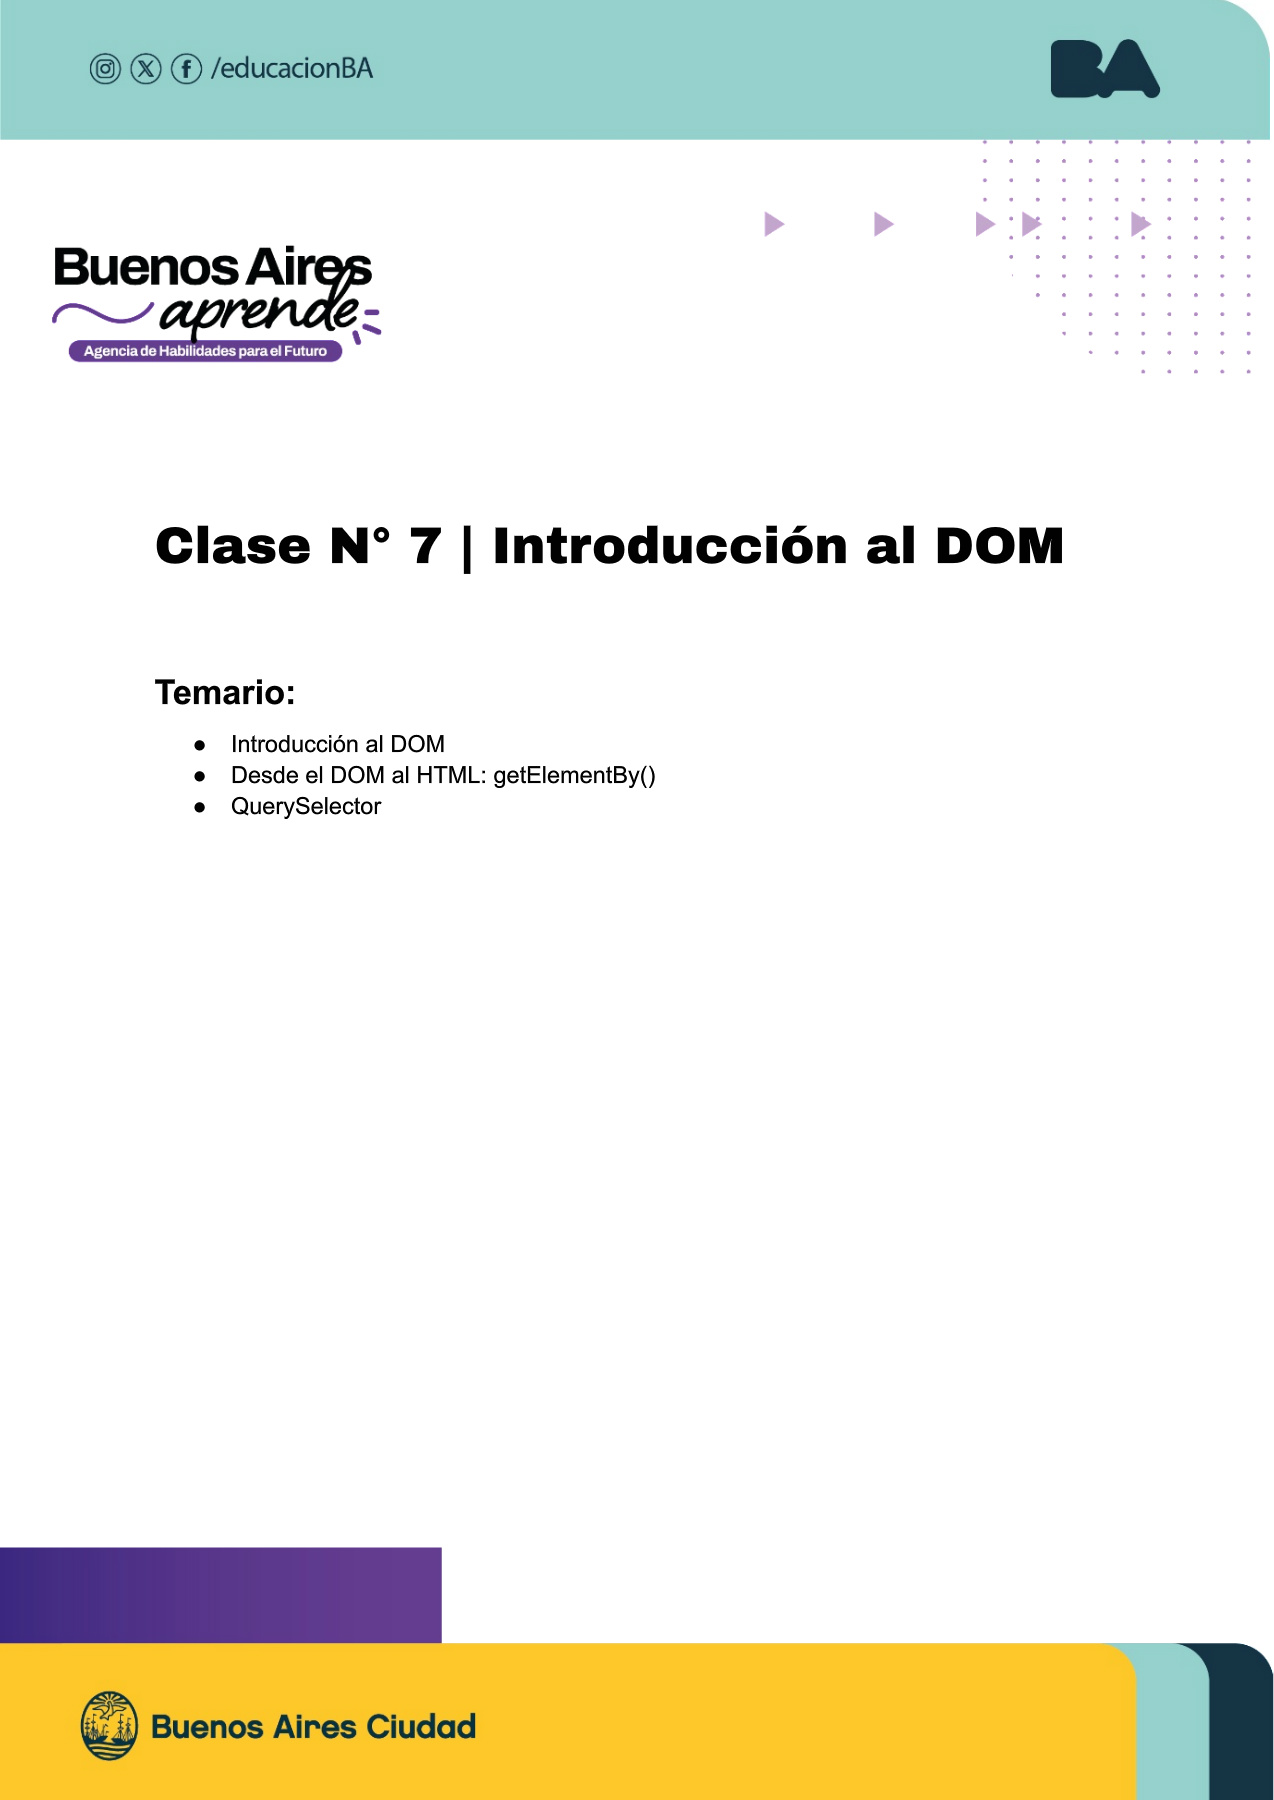 /educacionBA
BA
Buenos Aires
aprende
Agencia de Habilidades para el Futuro
Clase N° 7 | Introducción al DOM
Temario:
● Introducción al DOM
● Desde el DOM al HTML: getElementBy()
● QuerySelector
Buenos Aires Ciudad